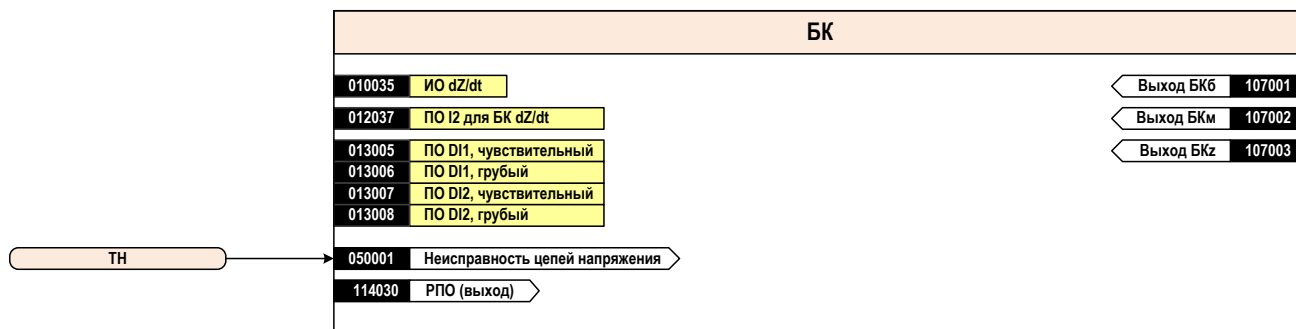 БК
010035 ИО dZ/dt
Выход БКб 107001
012037 ПО I2 для БК dZ/dt
Выход БКм 107002
013005 ПО DI1, чувствительный
Выход БКz 107003
013006 ПО DI1, грубый
013007 ПО DI2, чувствительный
013008 ПО DI2, грубый
ТН
050001 Неисправность цепей напряжения
114030 РПО (выход)